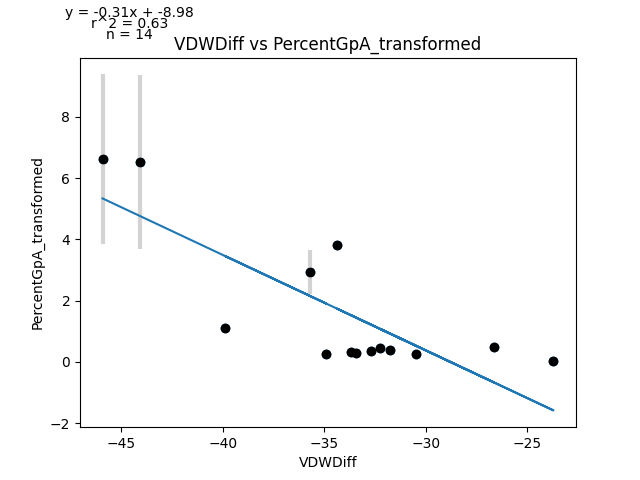 y = -0.31x + -8.98
r^2 = 0.63
n = 14
VDWDiff vs PercentGpA_transformed
PercentGpA_transformed
8
6
4
2
0
−2
−45
−40
−35
−30
−25
VDWDiff